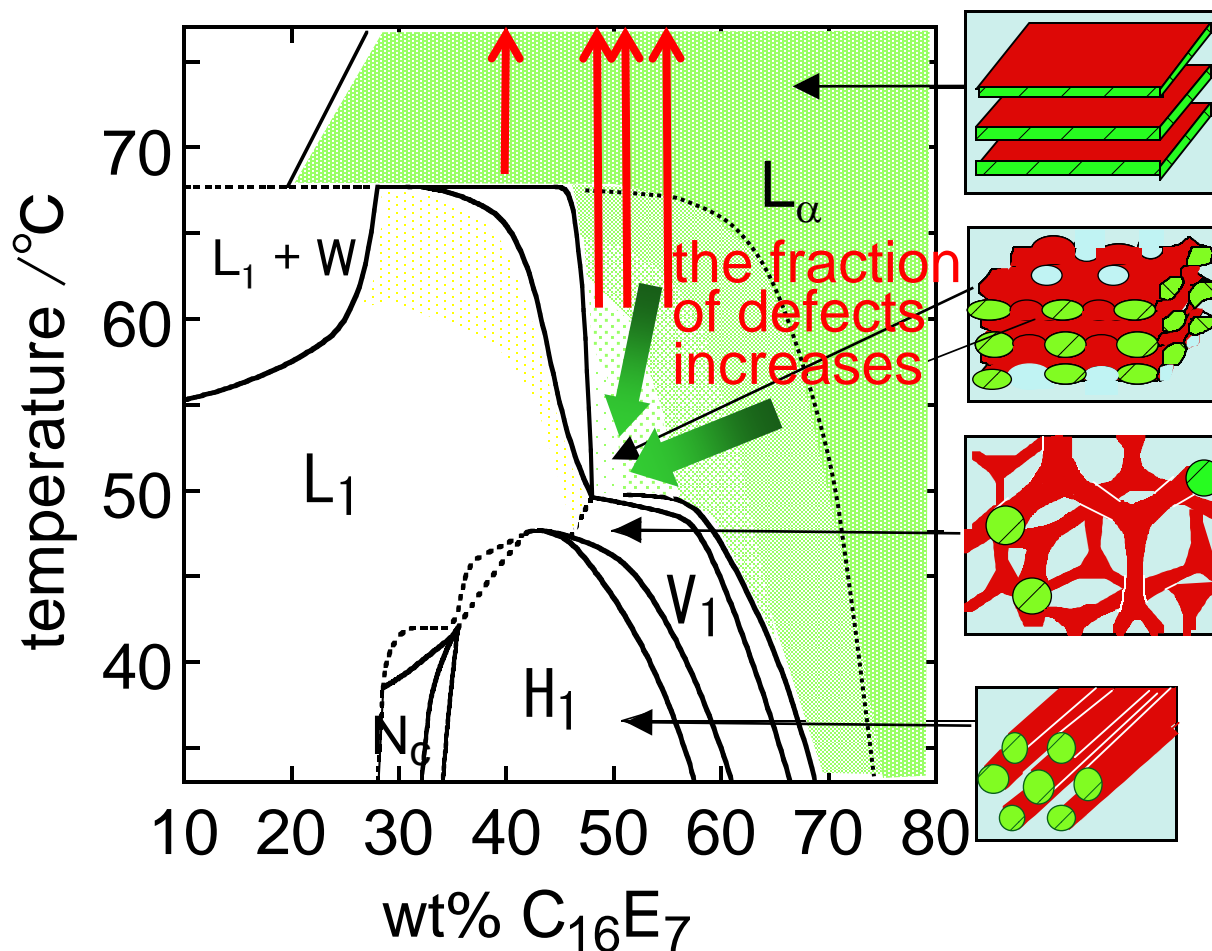 70
60
50
40
temperature /°C
10 20 30 40 50 60 70 80
wt% C₁₆E₇
Lα
L₁ + W
the fraction
of defects
increases
L₁
V₁
H₁
Nc